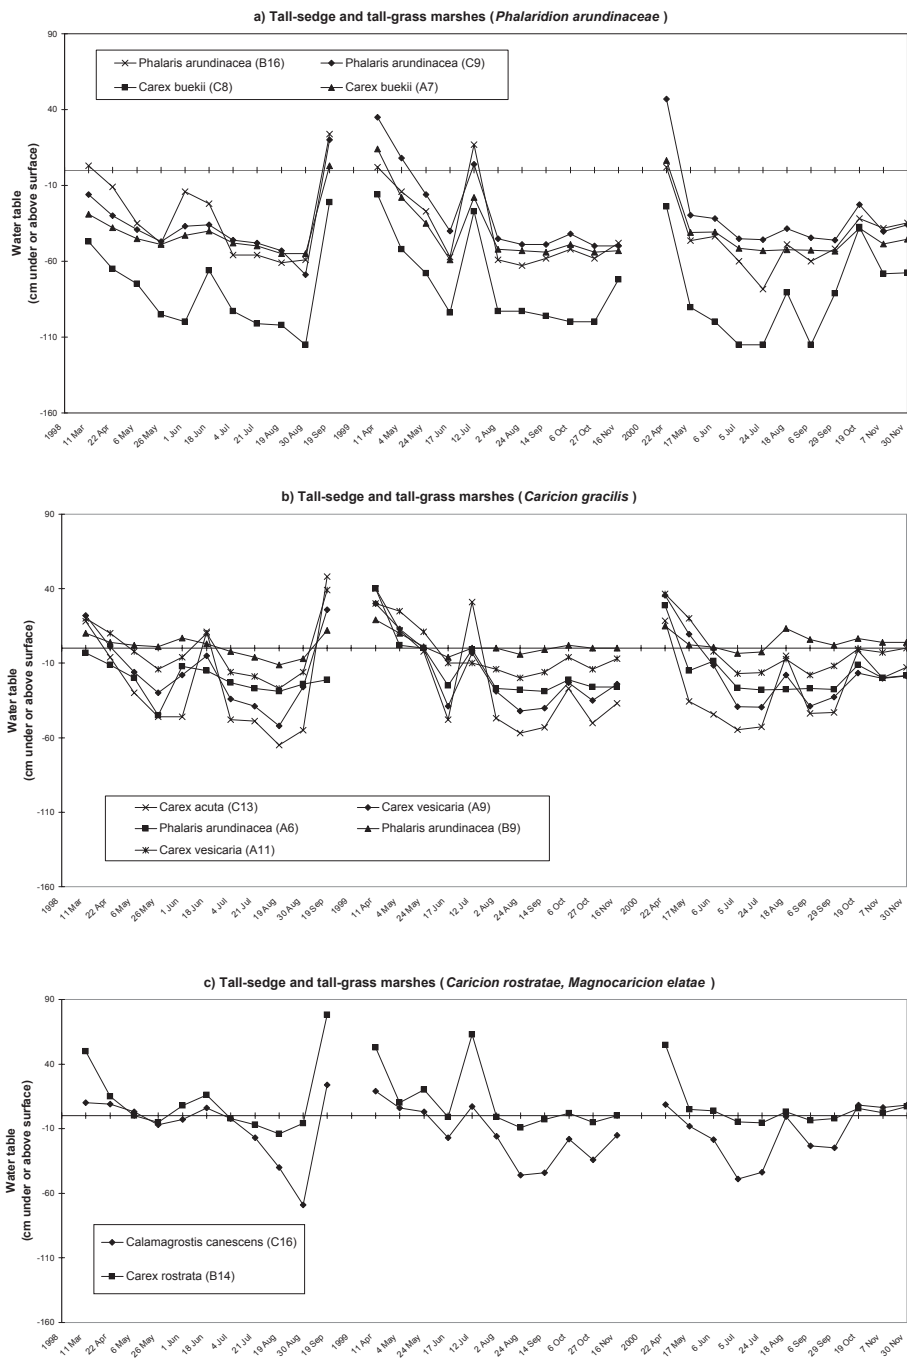 a) Tall-sedge and tall-grass marshes (Phalaridion arundinaceae )
Water table
(cm under or above surface)
90
40
-10
-60
-110
-160
Phalaris arundinacea (B16) Phalaris arundinacea (C9)
Carex buekii (C8) Carex buekii (A7)
1998 11 Mar 22 Apr 6 May 26 May 1 Jun 18 Jun 4 Jul 21 Jul 19 Aug 30 Aug 19 Sep 1999 11 Apr 4 May 24 May 17 Jun 12 Jul 2 Aug 24 Aug 14 Sep 6 Oct 27 Oct 16 Nov 2000 22 Apr 17 May 6 Jun 5 Jul 24 Jul 18 Aug 6 Sep 29 Sep 19 Oct 7 Nov 30 Nov
b) Tall-sedge and tall-grass marshes (Caricion gracilis )
Water table
(cm under or above surface)
90
40
-10
-60
-110
-160
Carex acuta (C13) Carex vesicaria (A9)
Phalaris arundinacea (A6) Phalaris arundinacea (B9)
Carex vesicaria (A11)
1998 11 Mar 22 Apr 6 May 26 May 1 Jun 18 Jun 4 Jul 21 Jul 19 Aug 30 Aug 19 Sep 1999 11 Apr 4 May 24 May 17 Jun 12 Jul 2 Aug 24 Aug 14 Sep 6 Oct 27 Oct 16 Nov 2000 22 Apr 17 May 6 Jun 5 Jul 24 Jul 18 Aug 6 Sep 29 Sep 19 Oct 7 Nov 30 Nov
c) Tall-sedge and tall-grass marshes (Caricion rostratae, Magnocaricion elatae )
Water table
(cm under or above surface)
90
40
-10
-60
-110
-160
Calamagrostis canescens (C16)
Carex rostrata (B14)
1998 11 Mar 22 Apr 6 May 26 May 1 Jun 18 Jun 4 Jul 21 Jul 19 Aug 30 Aug 19 Sep 1999 11 Apr 4 May 24 May 17 Jun 12 Jul 2 Aug 24 Aug 14 Sep 6 Oct 27 Oct 16 Nov 2000 22 Apr 17 May 6 Jun 5 Jul 24 Jul 18 Aug 6 Sep 29 Sep 19 Oct 7 Nov 30 Nov